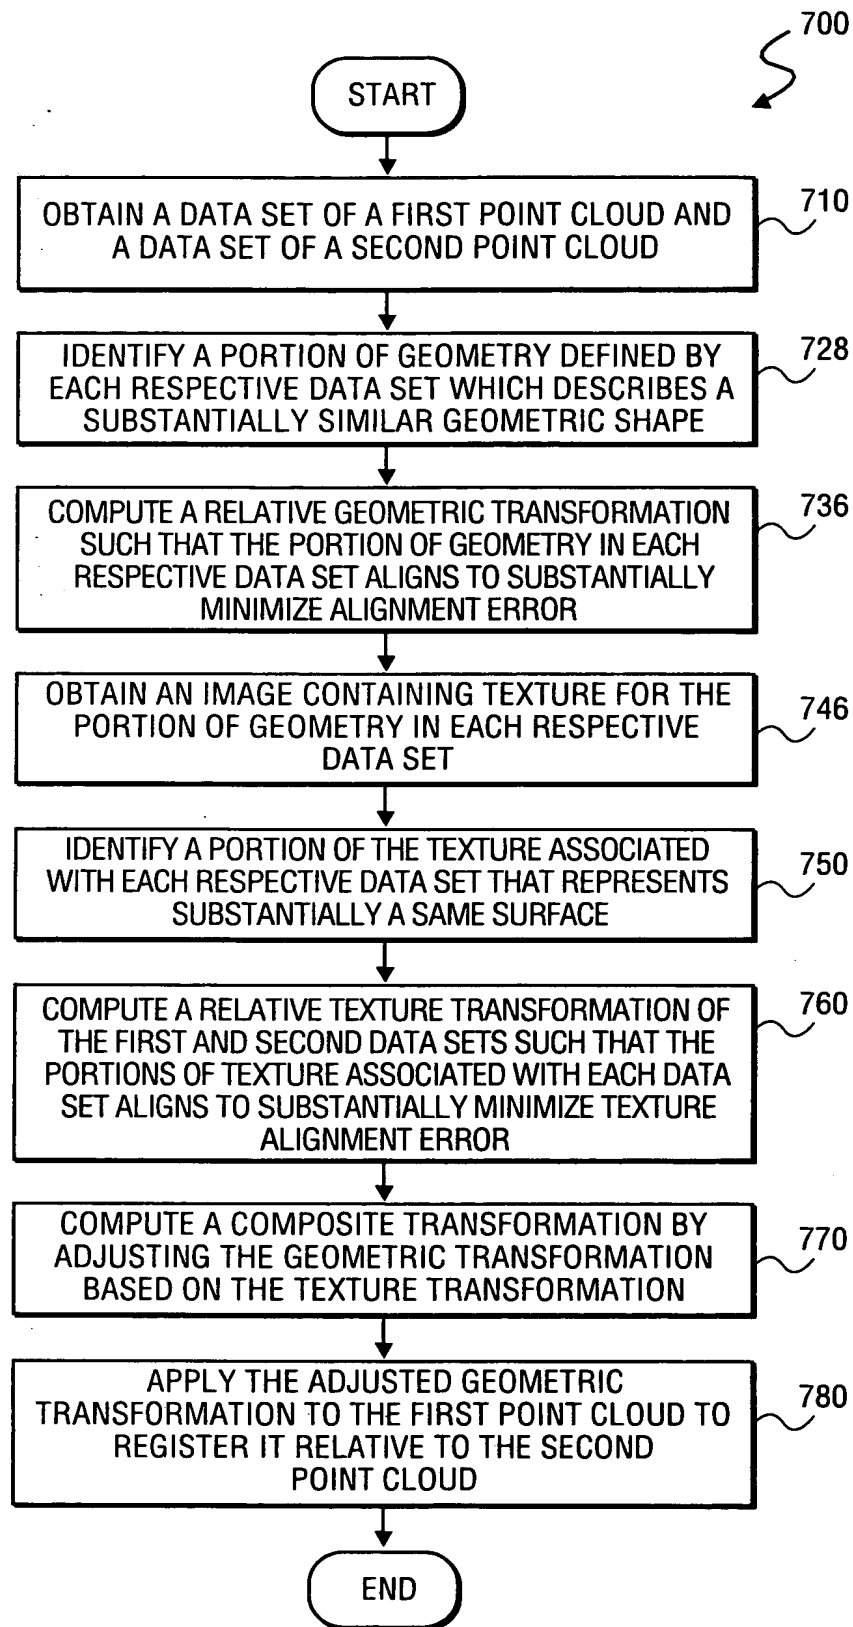 700
START
OBTAIN A DATA SET OF A FIRST POINT CLOUD AND
A DATA SET OF A SECOND POINT CLOUD
710
IDENTIFY A PORTION OF GEOMETRY DEFINED BY
EACH RESPECTIVE DATA SET WHICH DESCRIBES A
SUBSTANTIALLY SIMILAR GEOMETRIC SHAPE
728
COMPUTE A RELATIVE GEOMETRIC TRANSFORMATION
SUCH THAT THE PORTION OF GEOMETRY IN EACH
RESPECTIVE DATA SET ALIGNS TO SUBSTANTIALLY
MINIMIZE ALIGNMENT ERROR
736
OBTAIN AN IMAGE CONTAINING TEXTURE FOR THE
PORTION OF GEOMETRY IN EACH RESPECTIVE
DATA SET
746
IDENTIFY A PORTION OF THE TEXTURE ASSOCIATED
WITH EACH RESPECTIVE DATA SET THAT REPRESENTS
SUBSTANTIALLY A SAME SURFACE
750
COMPUTE A RELATIVE TEXTURE TRANSFORMATION OF
THE FIRST AND SECOND DATA SETS SUCH THAT THE
PORTIONS OF TEXTURE ASSOCIATED WITH EACH DATA
SET ALIGNS TO SUBSTANTIALLY MINIMIZE TEXTURE
ALIGNMENT ERROR
760
COMPUTE A COMPOSITE TRANSFORMATION BY
ADJUSTING THE GEOMETRIC TRANSFORMATION
BASED ON THE TEXTURE TRANSFORMATION
770
APPLY THE ADJUSTED GEOMETRIC
TRANSFORMATION TO THE FIRST POINT CLOUD TO
REGISTER IT RELATIVE TO THE SECOND
POINT CLOUD
780
END